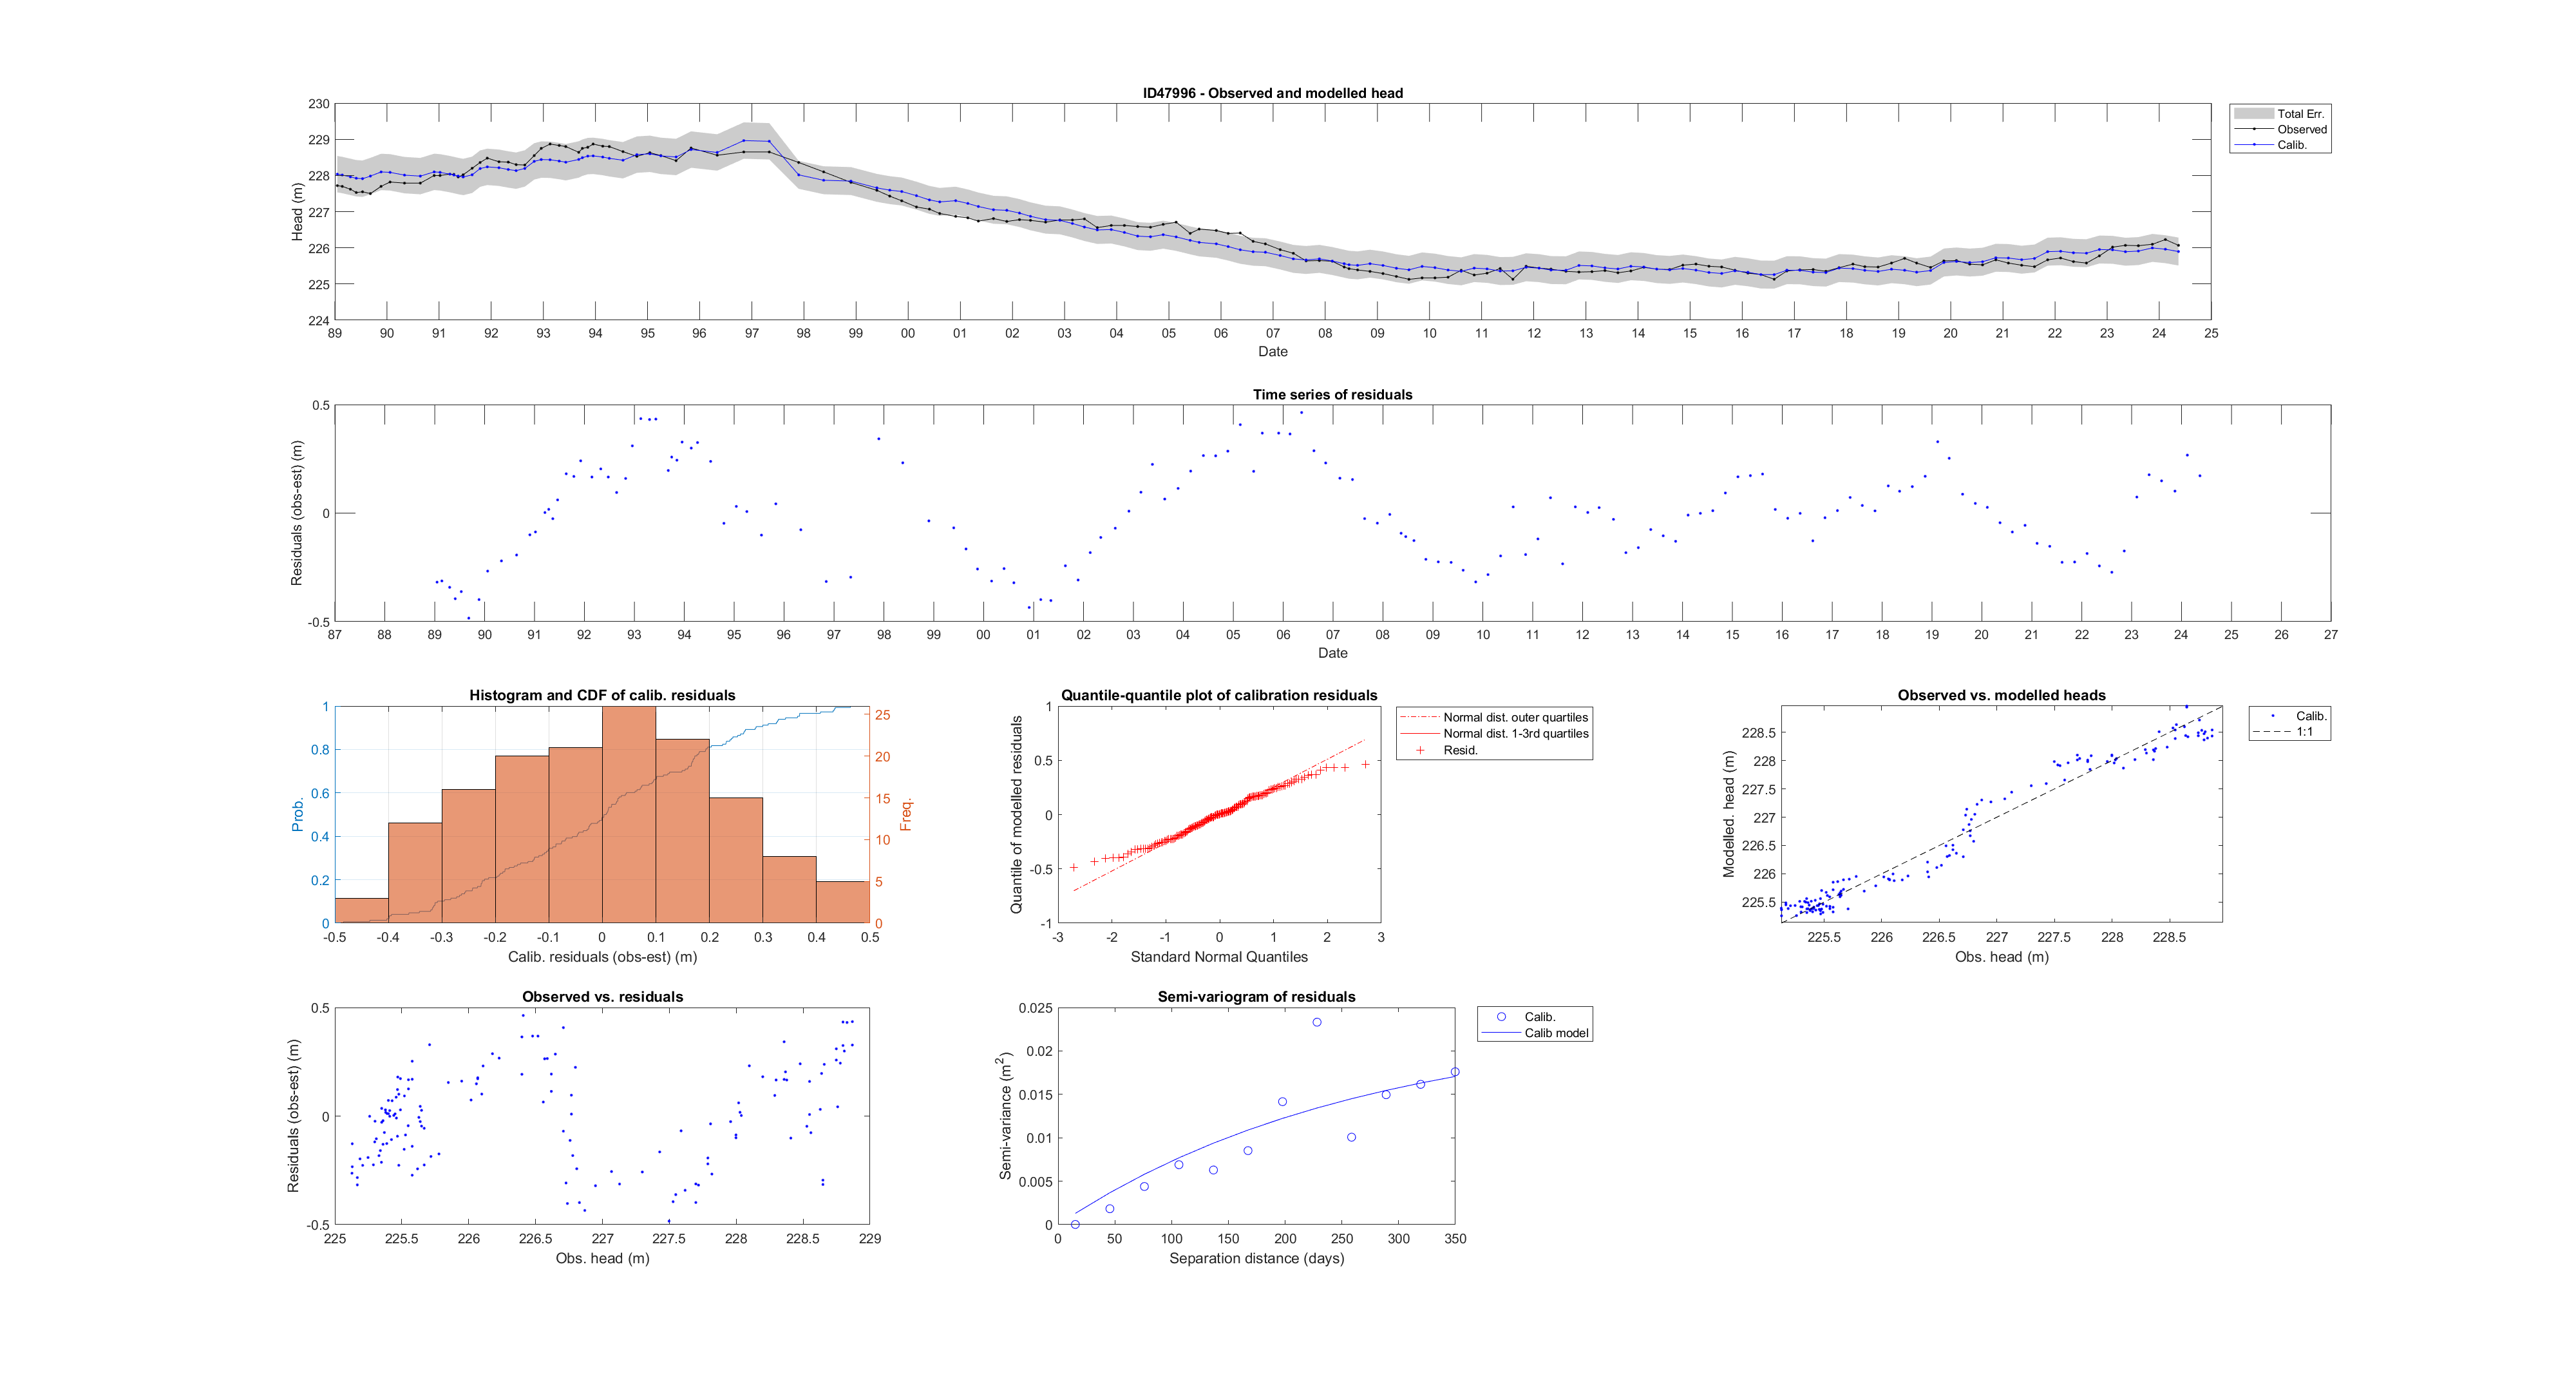 ID47996 - Observed and modelled head
230
229
228
227
226
225
224
Head (m)
89 90 91 92 93 94 95 96 97 98 99 00 01 02 03 04 05 06 07 08 09 10 11 12 13 14 15 16 17 18 19 20 21 22 23 24 25
Date
Total Err.
Observed
Calib.
Time series of residuals
0.5
0
-0.5
Residuals (obs-est) (m)
87 88 89 90 91 92 93 94 95 96 97 98 99 00 01 02 03 04 05 06 07 08 09 10 11 12 13 14 15 16 17 18 19 20 21 22 23 24 25 26 27
Date
Histogram and CDF of calib. residuals
1
0.8
0.6
0.4
0.2
0
Prob.
25
20
15
10
5
0
Freq.
-0.5 -0.4 -0.3 -0.2 -0.1 0 0.1 0.2 0.3 0.4 0.5
Calib. residuals (obs-est) (m)
Quantile-quantile plot of calibration residuals
1
0.5
0
-0.5
-1
Quantile of modelled residuals
-3 -2 -1 0 1 2 3
Standard Normal Quantiles
Normal dist. outer quartiles
Normal dist. 1-3rd quartiles
Resid.
Observed vs. modelled heads
228.5
228
227.5
227
226.5
226
225.5
Modelled. head (m)
225.5 226 226.5 227 227.5 228 228.5
Obs. head (m)
Calib.
1:1
Observed vs. residuals
0.5
0
-0.5
Residuals (obs-est) (m)
225 225.5 226 226.5 227 227.5 228 228.5 229
Obs. head (m)
Semi-variogram of residuals
0.025
0.02
0.015
0.01
0.005
0
Semi-variance (m²)
0 50 100 150 200 250 300 350
Separation distance (days)
Calib.
Calib model